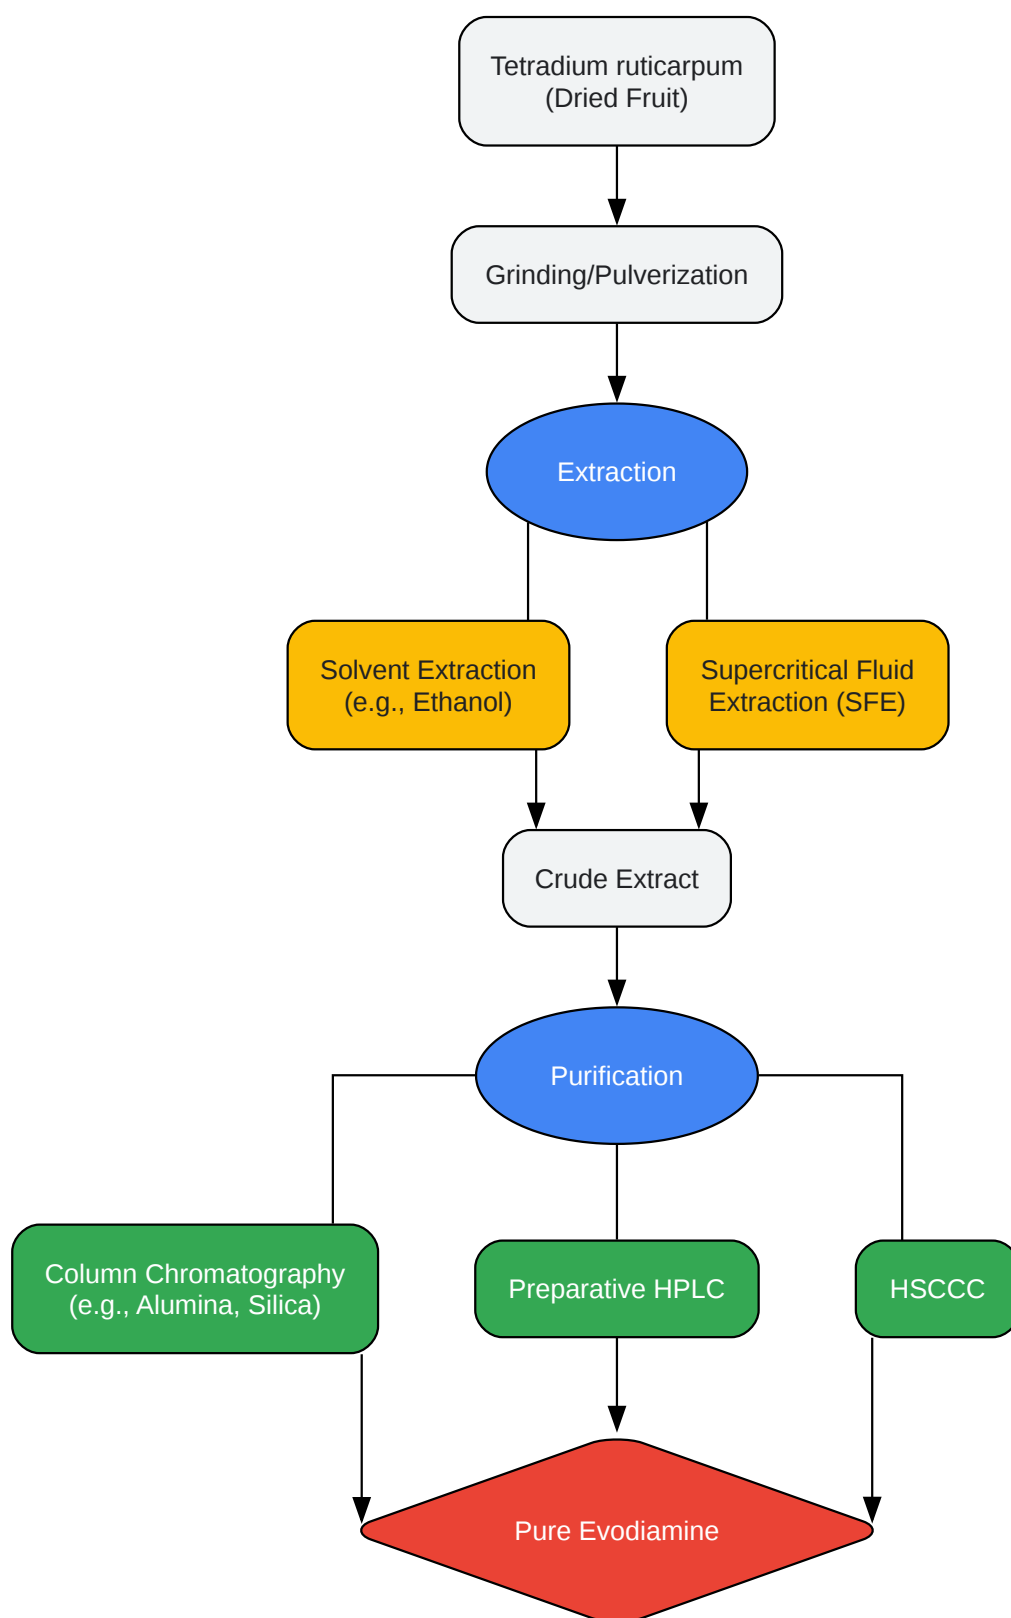 Tetradium ruticarpum
(Dried Fruit)
Grinding/Pulverization
Extraction
Solvent Extraction
(e.g., Ethanol)
Supercritical Fluid
Extraction (SFE)
Crude Extract
Purification
Column Chromatography
(e.g., Alumina, Silica)
Preparative HPLC
HSCCC
Pure Evodiamine